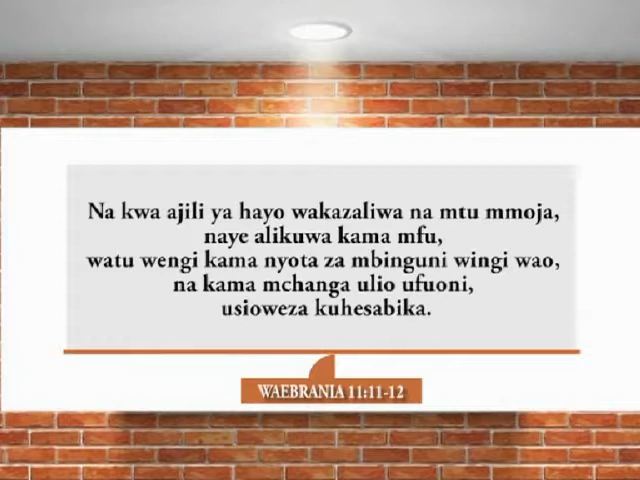 Na kwa ajili ya hayo wakazaliwa na mtu mmoja,
naye alikuwa kama mfu,
watu wengi kama nyota za mbinguni wingi wao,
na kama mchanga ulio ufuoni,
usioweza kuhesabika.
WAEBRANIA 11:11-12